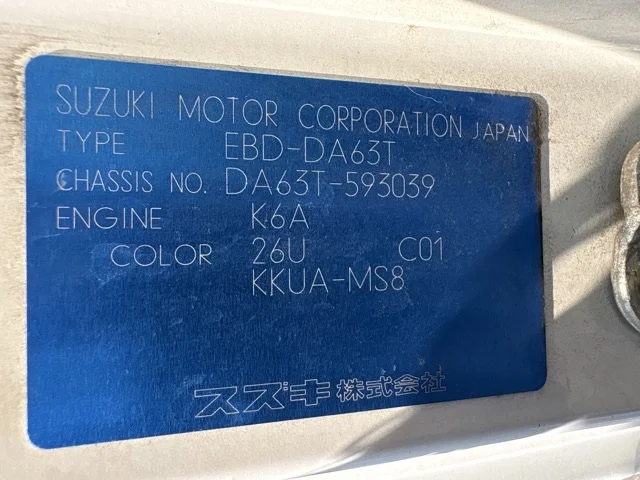 SUZUKI MOTOR CORPORATION JAPAN
TYPE EBD-DA63T
CHASSIS NO. DA63T-593039
ENGINE K6A
COLOR 26U C01
KKUA-MS8
スズキ株式会社